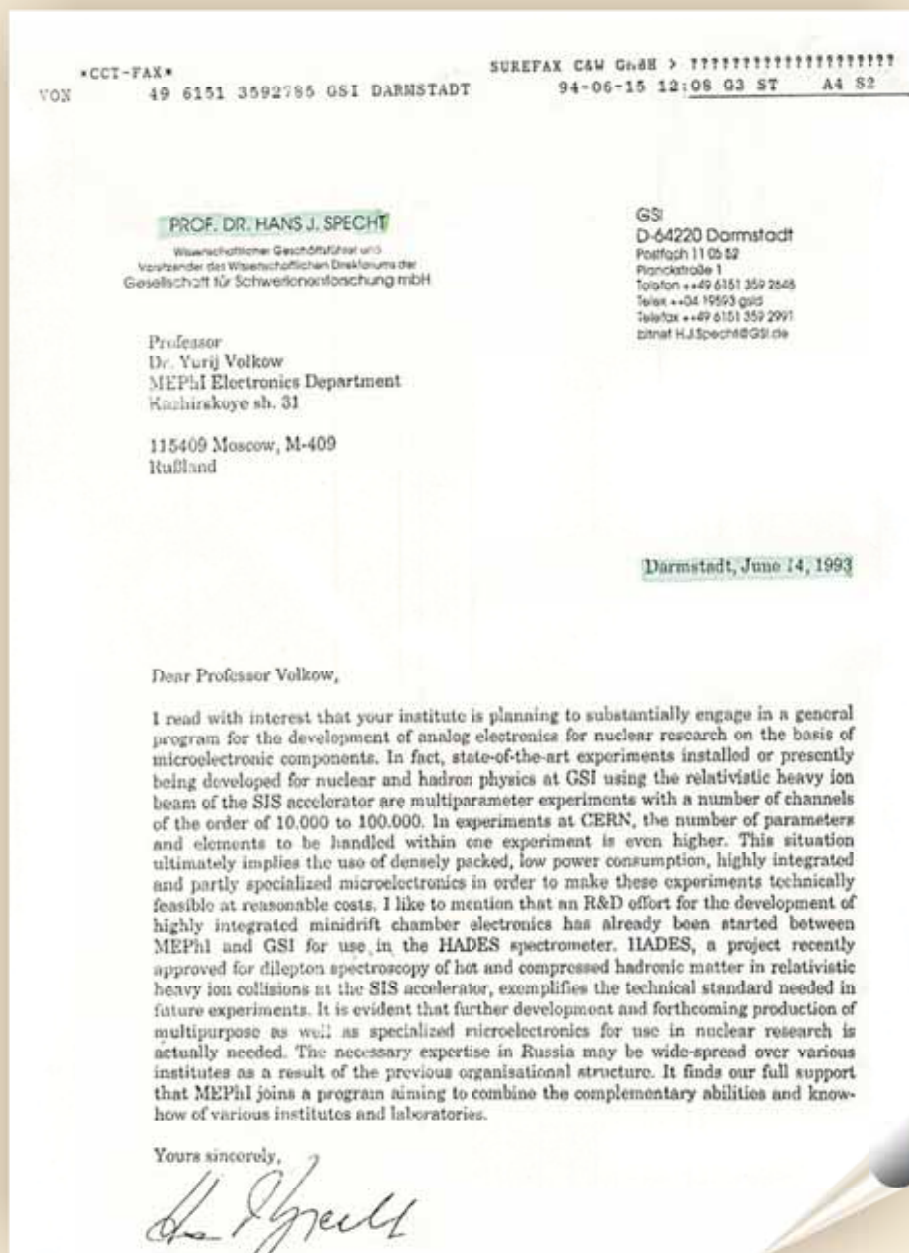 *CCT-FAX*
SUREFAX C&W GmbH > ????????????????????
VON 49 6151 3592785 GSI DARMSTADT
94-06-15 12:08 G3 ST A4 S2
PROF. DR. HANS J. SPECHT
Wissenschaftlicher Geschäftsführer und
Vorsitzender des Wissenschaftlichen Direktoriums der
Gesellschaft für Schwerionenforschung mbH
GSI
D-64220 Darmstadt
Postfach 11 05 52
Planckstraße 1
Telefon ++49 6151 359 2648
Telex ++04 19593 gsid
Telefax ++49 6151 359 2991
bitnet H.J.Specht@GSI.de
Professor
Dr. Yurij Volkow
MEPhI Electronics Department
Kashirskoye sh. 31
115409 Moscow, M-409
Rußland
Darmstadt, June 14, 1993
Dear Professor Volkow,
I read with interest that your institute is planning to substantially engage in a general
program for the development of analog electronics for nuclear research on the basis of
microelectronic components. In fact, state-of-the-art experiments installed or presently
being developed for nuclear and hadron physics at GSI using the relativistic heavy ion
beam of the SIS accelerator are multiparameter experiments with a number of channels
of the order of 10.000 to 100.000. In experiments at CERN, the number of parameters
and elements to be handled within one experiment is even higher. This situation
ultimately implies the use of densely packed, low power consumption, highly integrated
and partly specialized microelectronics in order to make these experiments technically
feasible at reasonable costs. I like to mention that an R&D effort for the development of
highly integrated minidrift chamber electronics has already been started between
MEPhI and GSI for use in the HADES spectrometer. HADES, a project recently
approved for dilepton spectroscopy of hot and compressed hadronic matter in relativistic
heavy ion collisions at the SIS accelerator, exemplifies the technical standard needed in
future experiments. It is evident that further development and forthcoming production of
multipurpose as well as specialized microelectronics for use in nuclear research is
actually needed. The necessary expertise in Russia may be wide-spread over various
institutes as a result of the previous organisational structure. It finds our full support
that MEPhI joins a program aiming to combine the complementary abilities and know-
how of various institutes and laboratories.
Yours sincerely,